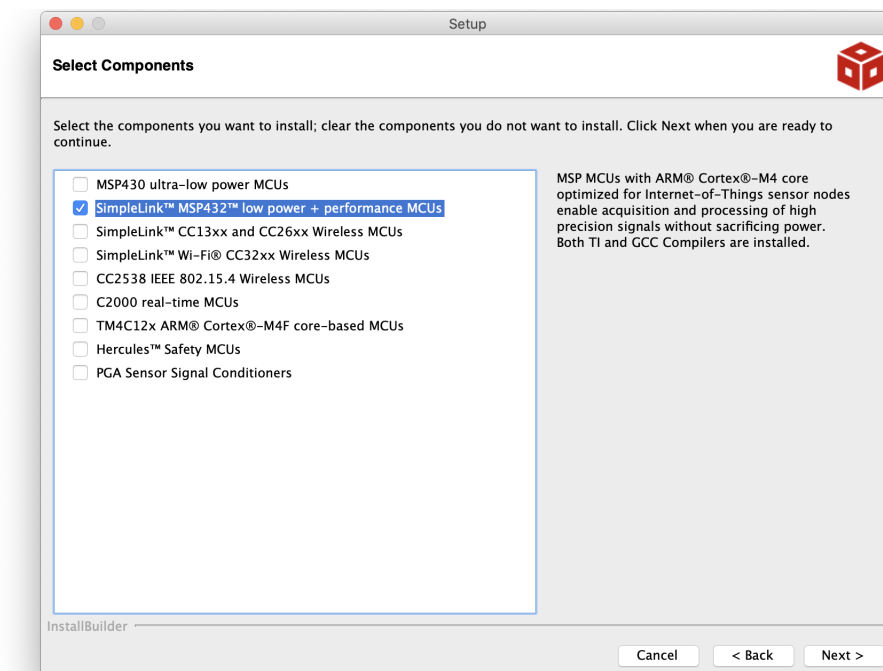 Setup
Select Components
Select the components you want to install; clear the components you do not want to install. Click Next when you are ready to
continue.
MSP430 ultra-low power MCUs
SimpleLink™ MSP432™ low power + performance MCUs
SimpleLink™ CC13xx and CC26xx Wireless MCUs
SimpleLink™ Wi-Fi® CC32xx Wireless MCUs
CC2538 IEEE 802.15.4 Wireless MCUs
C2000 real-time MCUs
TM4C12x ARM® Cortex®-M4F core-based MCUs
Hercules™ Safety MCUs
PGA Sensor Signal Conditioners
MSP MCUs with ARM® Cortex®-M4 core
optimized for Internet-of-Things sensor nodes
enable acquisition and processing of high
precision signals without sacrificing power.
Both TI and GCC Compilers are installed.
InstallBuilder
Cancel
< Back
Next >